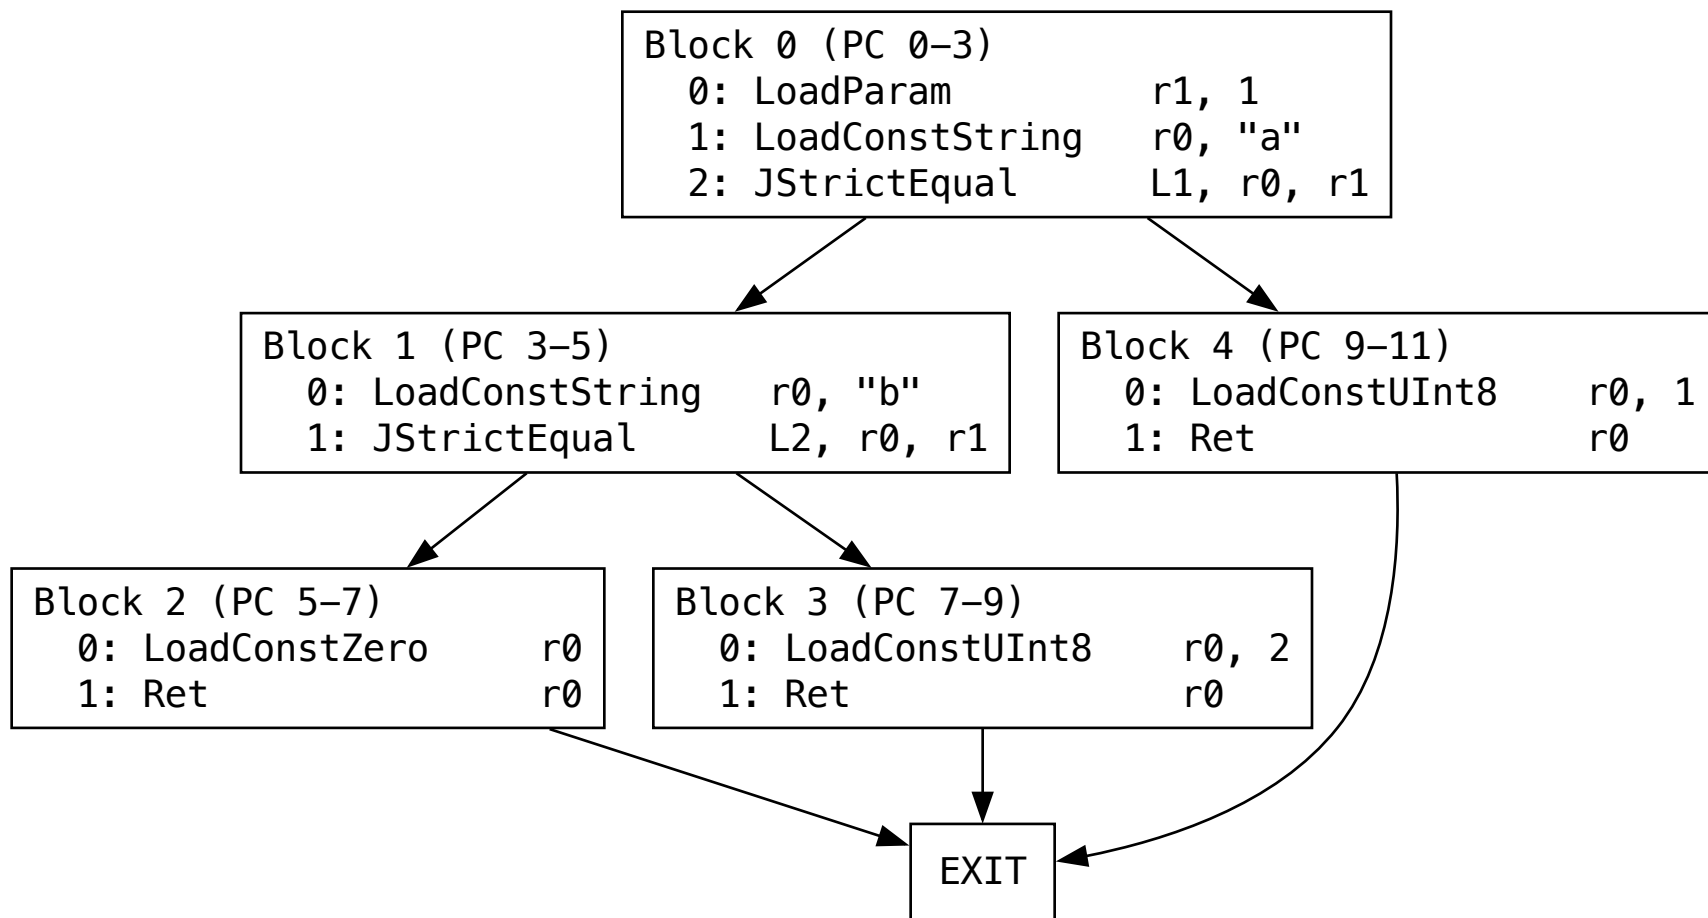 Block 0 (PC 0–3)
0: LoadParam r1, 1
1: LoadConstString r0, "a"
2: JStrictEqual L1, r0, r1
Block 1 (PC 3–5)
0: LoadConstString r0, "b"
1: JStrictEqual L2, r0, r1
Block 4 (PC 9–11)
0: LoadConstUInt8 r0, 1
1: Ret r0
Block 2 (PC 5–7)
0: LoadConstZero r0
1: Ret r0
Block 3 (PC 7–9)
0: LoadConstUInt8 r0, 2
1: Ret r0
EXIT